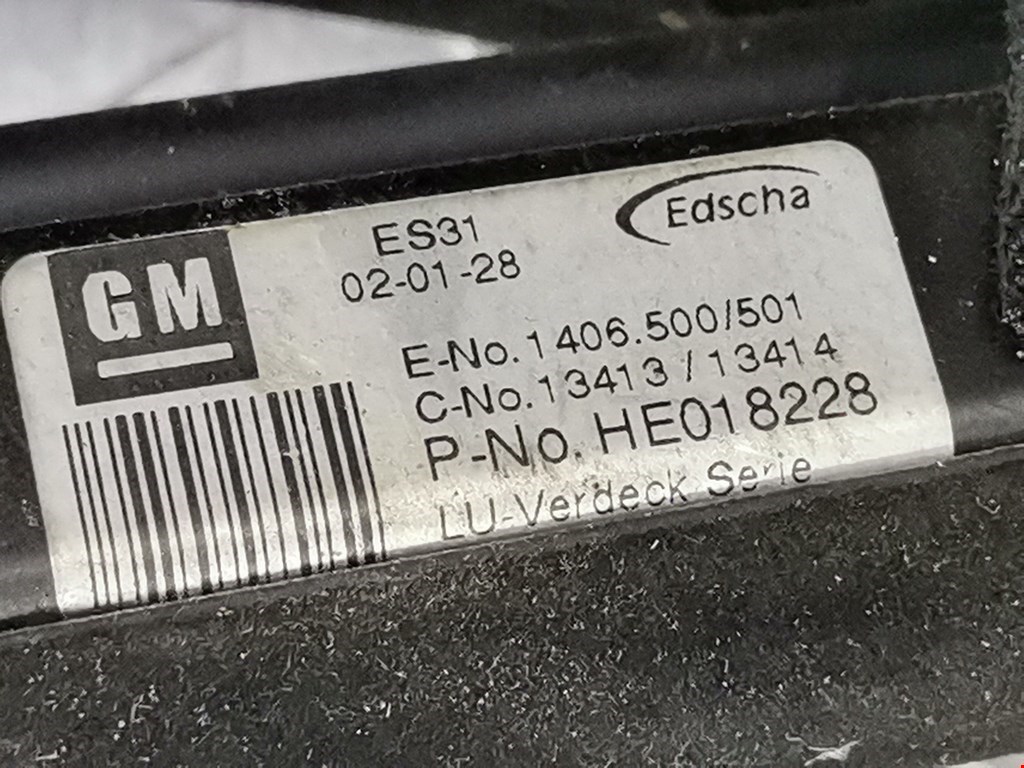 GM
ES31
02-01-28
Edscha
E-No. 1406.500/501
C-No. 13413 / 13414
P-No. HE018228
LU-Verdeck Serie